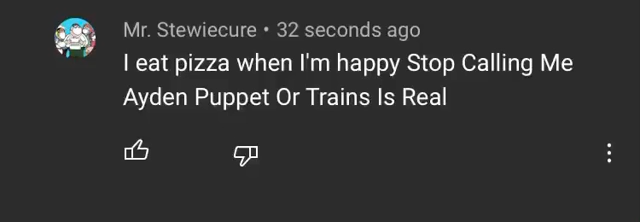 Mr. Stewiecure • 32 seconds ago
I eat pizza when I'm happy Stop Calling Me
Ayden Puppet Or Trains Is Real